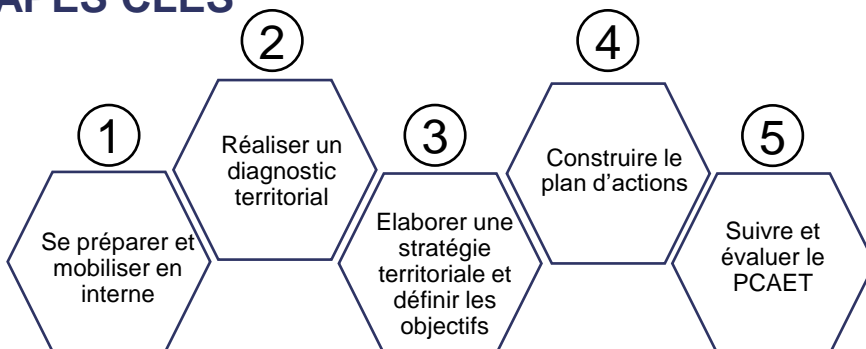 APES CLES
1
Se préparer et
mobiliser en
interne
2
Réaliser un
diagnostic
territorial
3
Elaborer une
stratégie
territoriale et
définir les
objectifs
4
Construire le
plan d'actions
5
Suivre et
évaluer le
PCAET